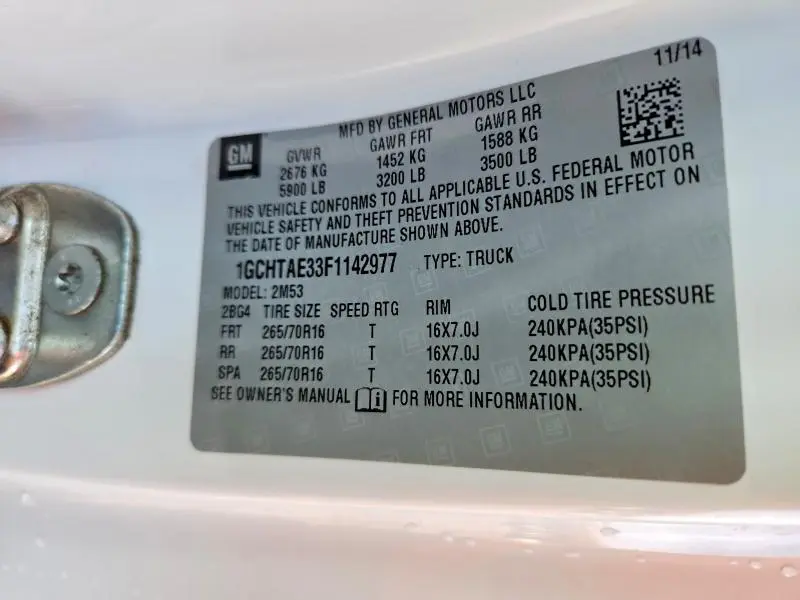 11/14
MFD BY GENERAL MOTORS LLC
GM
GVWR GAWR FRT GAWR RR
2676 KG 1452 KG 1588 KG
5900 LB 3200 LB 3500 LB
THIS VEHICLE CONFORMS TO ALL APPLICABLE U.S. FEDERAL MOTOR
VEHICLE SAFETY AND THEFT PREVENTION STANDARDS IN EFFECT ON
THE DATE OF MANUFACTURE SHOWN ABOVE.
1GCHTAE33F1142977 TYPE: TRUCK
MODEL: 2M53
2BG4 TIRE SIZE SPEED RTG RIM COLD TIRE PRESSURE
FRT 265/70R16 T 16X7.0J 240KPA(35PSI)
RR 265/70R16 T 16X7.0J 240KPA(35PSI)
SPA 265/70R16 T 16X7.0J 240KPA(35PSI)
SEE OWNER'S MANUAL FOR MORE INFORMATION.